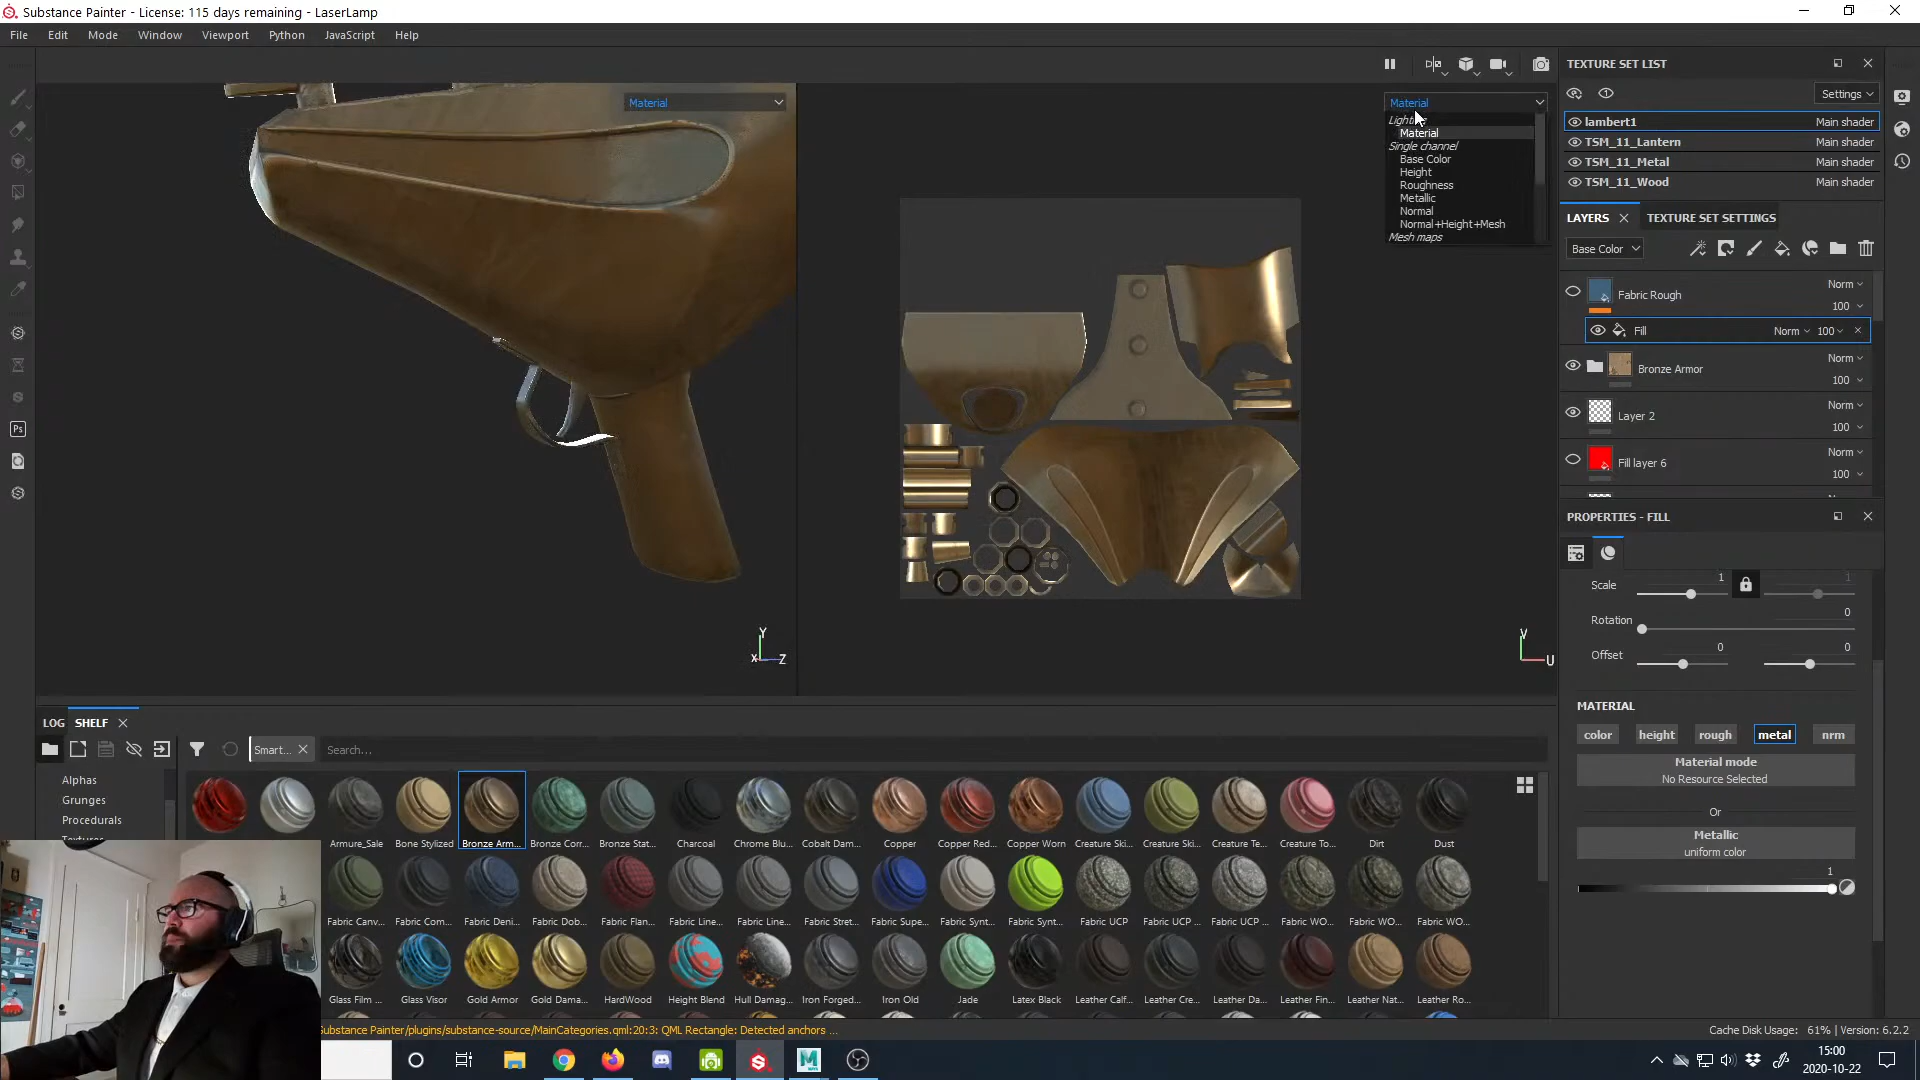 Substance Painter - License: 115 days remaining - LaserLamp
File Edit Mode Window Viewport Python JavaScript Help
Material
Material
Lighting
Material
Single channel
Base Color
Height
Roughness
Metallic
Normal
Normal+Height+Mesh
Mesh maps
Y
X Z
V
U
TEXTURE SET LIST
Settings
lambert1 Main shader
TSM_11_Lantern Main shader
TSM_11_Metal Main shader
TSM_11_Wood Main shader
LAYERS TEXTURE SET SETTINGS
Base Color
Fabric Rough Norm 100
Fill Norm 100
Bronze Armor Norm 100
Layer 2 Norm 100
Fill layer 6 Norm 100
PROPERTIES - FILL
Scale 1 1
Rotation 0
Offset 0 0
MATERIAL
color height rough metal nrm
Material mode
No Resource Selected
Or
Metallic
uniform color
1
LOG SHELF
Smart... Search...
Alphas
Grunges
Procedurals
Textures
Ps
Armure_Sale Bone Stylized Bronze Arm... Bronze Corr... Bronze Stat... Charcoal Chrome Blu... Cobalt Dam... Copper Copper Red... Copper Worn Creature Ski... Creature Ski... Creature Te... Creature To... Dirt Dust
Fabric Canv... Fabric Com... Fabric Deni... Fabric Dob... Fabric Flan... Fabric Line... Fabric Line... Fabric Stret... Fabric Supe... Fabric Synt... Fabric Synt... Fabric UCP Fabric UCP ... Fabric UCP ... Fabric WO... Fabric WO... Fabric WO...
Glass Film ... Glass Visor Gold Armor Gold Dama... HardWood Height Blend Hull Damag... Iron Forged... Iron Old Jade Latex Black Leather Calf... Leather Cre... Leather Da... Leather Fin... Leather Nat... Leather Ro...
Substance Painter/plugins/substance-source/MainCategories.qml:20:3: QML Rectangle: Detected anchors ...
Cache Disk Usage: 61% | Version: 6.2.2
15:00
2020-10-22